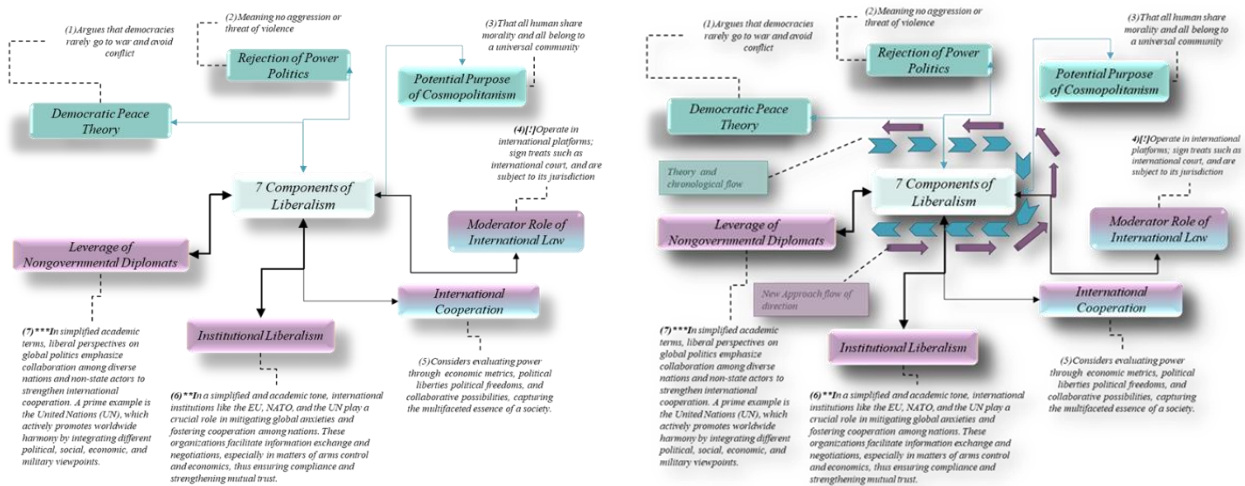 (1)Argues that democracies
rarely go to war and avoid
conflict
(2)Meaning no aggression or
threat of violence
(3)That all human share
morality and all belong to
a universal community
Rejection of Power
Politics
Potential Purpose
of Cosmopolitanism
Democratic Peace
Theory
(4)[!]Operate in
international platforms;
sign treats such as
international court, and are
subject to its jurisdiction
7 Components of
Liberalism
Moderator Role of
International Law
Leverage of
Nongovernmental Diplomats
International
Cooperation
Institutional Liberalism
(7)***In simplified academic
terms, liberal perspectives on
global politics emphasize
collaboration among diverse
nations and non-state actors to
strengthen international
cooperation. A prime example is
the United Nations (UN), which
actively promotes worldwide
harmony by integrating different
political, social, economic, and
military viewpoints.
(6)**In a simplified and academic tone, international
institutions like the EU, NATO, and the UN play a
crucial role in mitigating global anxieties and
fostering cooperation among nations. These
organizations facilitate information exchange and
negotiations, especially in matters of arms control
and economics, thus ensuring compliance and
strengthening mutual trust.
(5)Considers evaluating power
through economic metrics, political
liberties political freedoms, and
collaborative possibilities, capturing
the multifaceted essence of a society.
(1)Argues that democracies
rarely go to war and avoid
conflict
(2)Meaning no aggression or
threat of violence
(3)That all human share
morality and all belong to
a universal community
Rejection of Power
Politics
Potential Purpose
of Cosmopolitanism
Democratic Peace
Theory
4)[!]Operate in
international platforms;
sign treats such as
international court, and are
subject to its jurisdiction
Theory and
chronological flow
7 Components of
Liberalism
Moderator Role of
International Law
Leverage of
Nongovernmental Diplomats
New Approach flow of
direction
International
Cooperation
Institutional Liberalism
(7)***In simplified academic
terms, liberal perspectives on
global politics emphasize
collaboration among diverse
nations and non-state actors to
strengthen international
cooperation. A prime example is
the United Nations (UN), which
actively promotes worldwide
harmony by integrating different
political, social, economic, and
military viewpoints.
(6)**In a simplified and academic tone, international
institutions like the EU, NATO, and the UN play a
crucial role in mitigating global anxieties and
fostering cooperation among nations. These
organizations facilitate information exchange and
negotiations, especially in matters of arms control
and economics, thus ensuring compliance and
strengthening mutual trust.
(5)Considers evaluating power
through economic metrics, political
liberties political freedoms, and
collaborative possibilities, capturing
the multifaceted essence of a society.